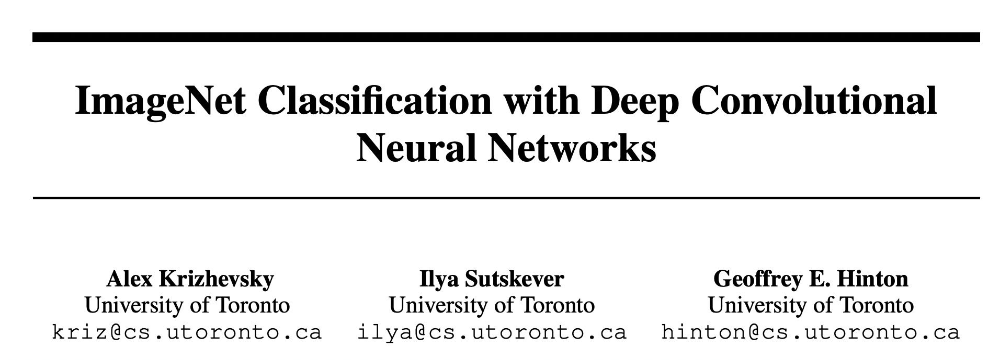 ImageNet Classification with Deep Convolutional
Neural Networks
Alex Krizhevsky
University of Toronto
kriz@cs.utoronto.ca
Ilya Sutskever
University of Toronto
ilya@cs.utoronto.ca
Geoffrey E. Hinton
University of Toronto
hinton@cs.utoronto.ca